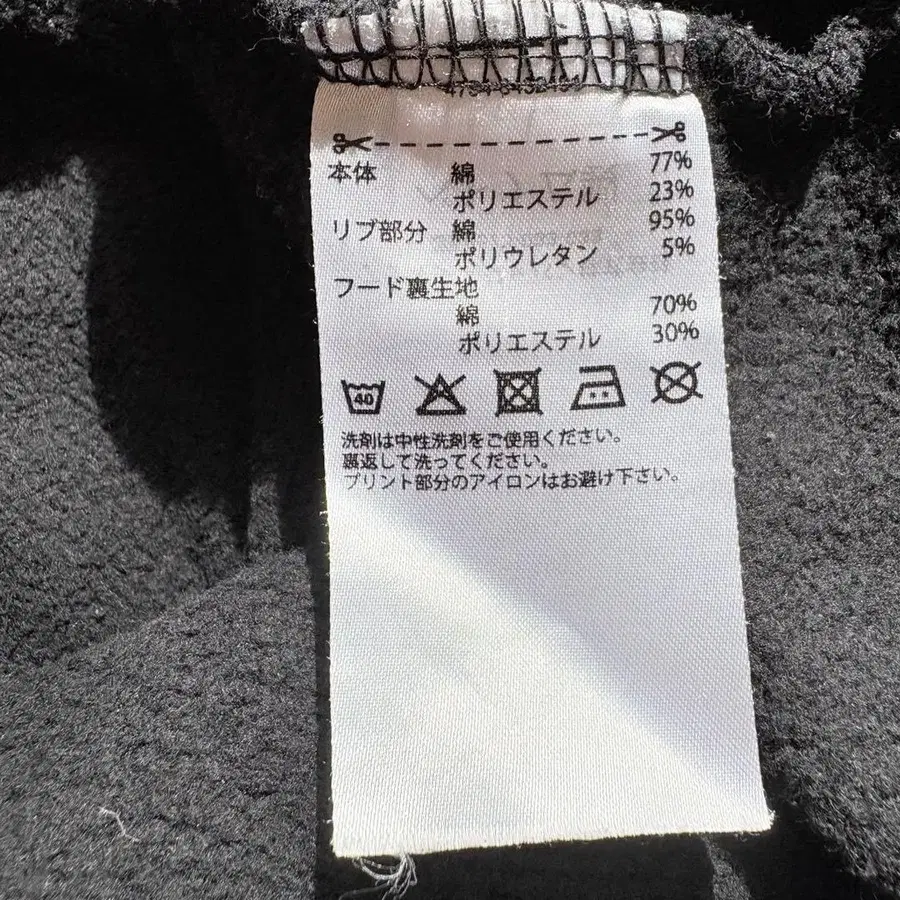 本体 綿 77%
ポリエステル 23%
リブ部分 綿 95%
ポリウレタン 5%
フード裏生地
綿 70%
ポリエステル 30%
40
洗剤は中性洗剤をご使用ください。
裏返して洗ってください。
プリント部分のアイロンはお避け下さい。